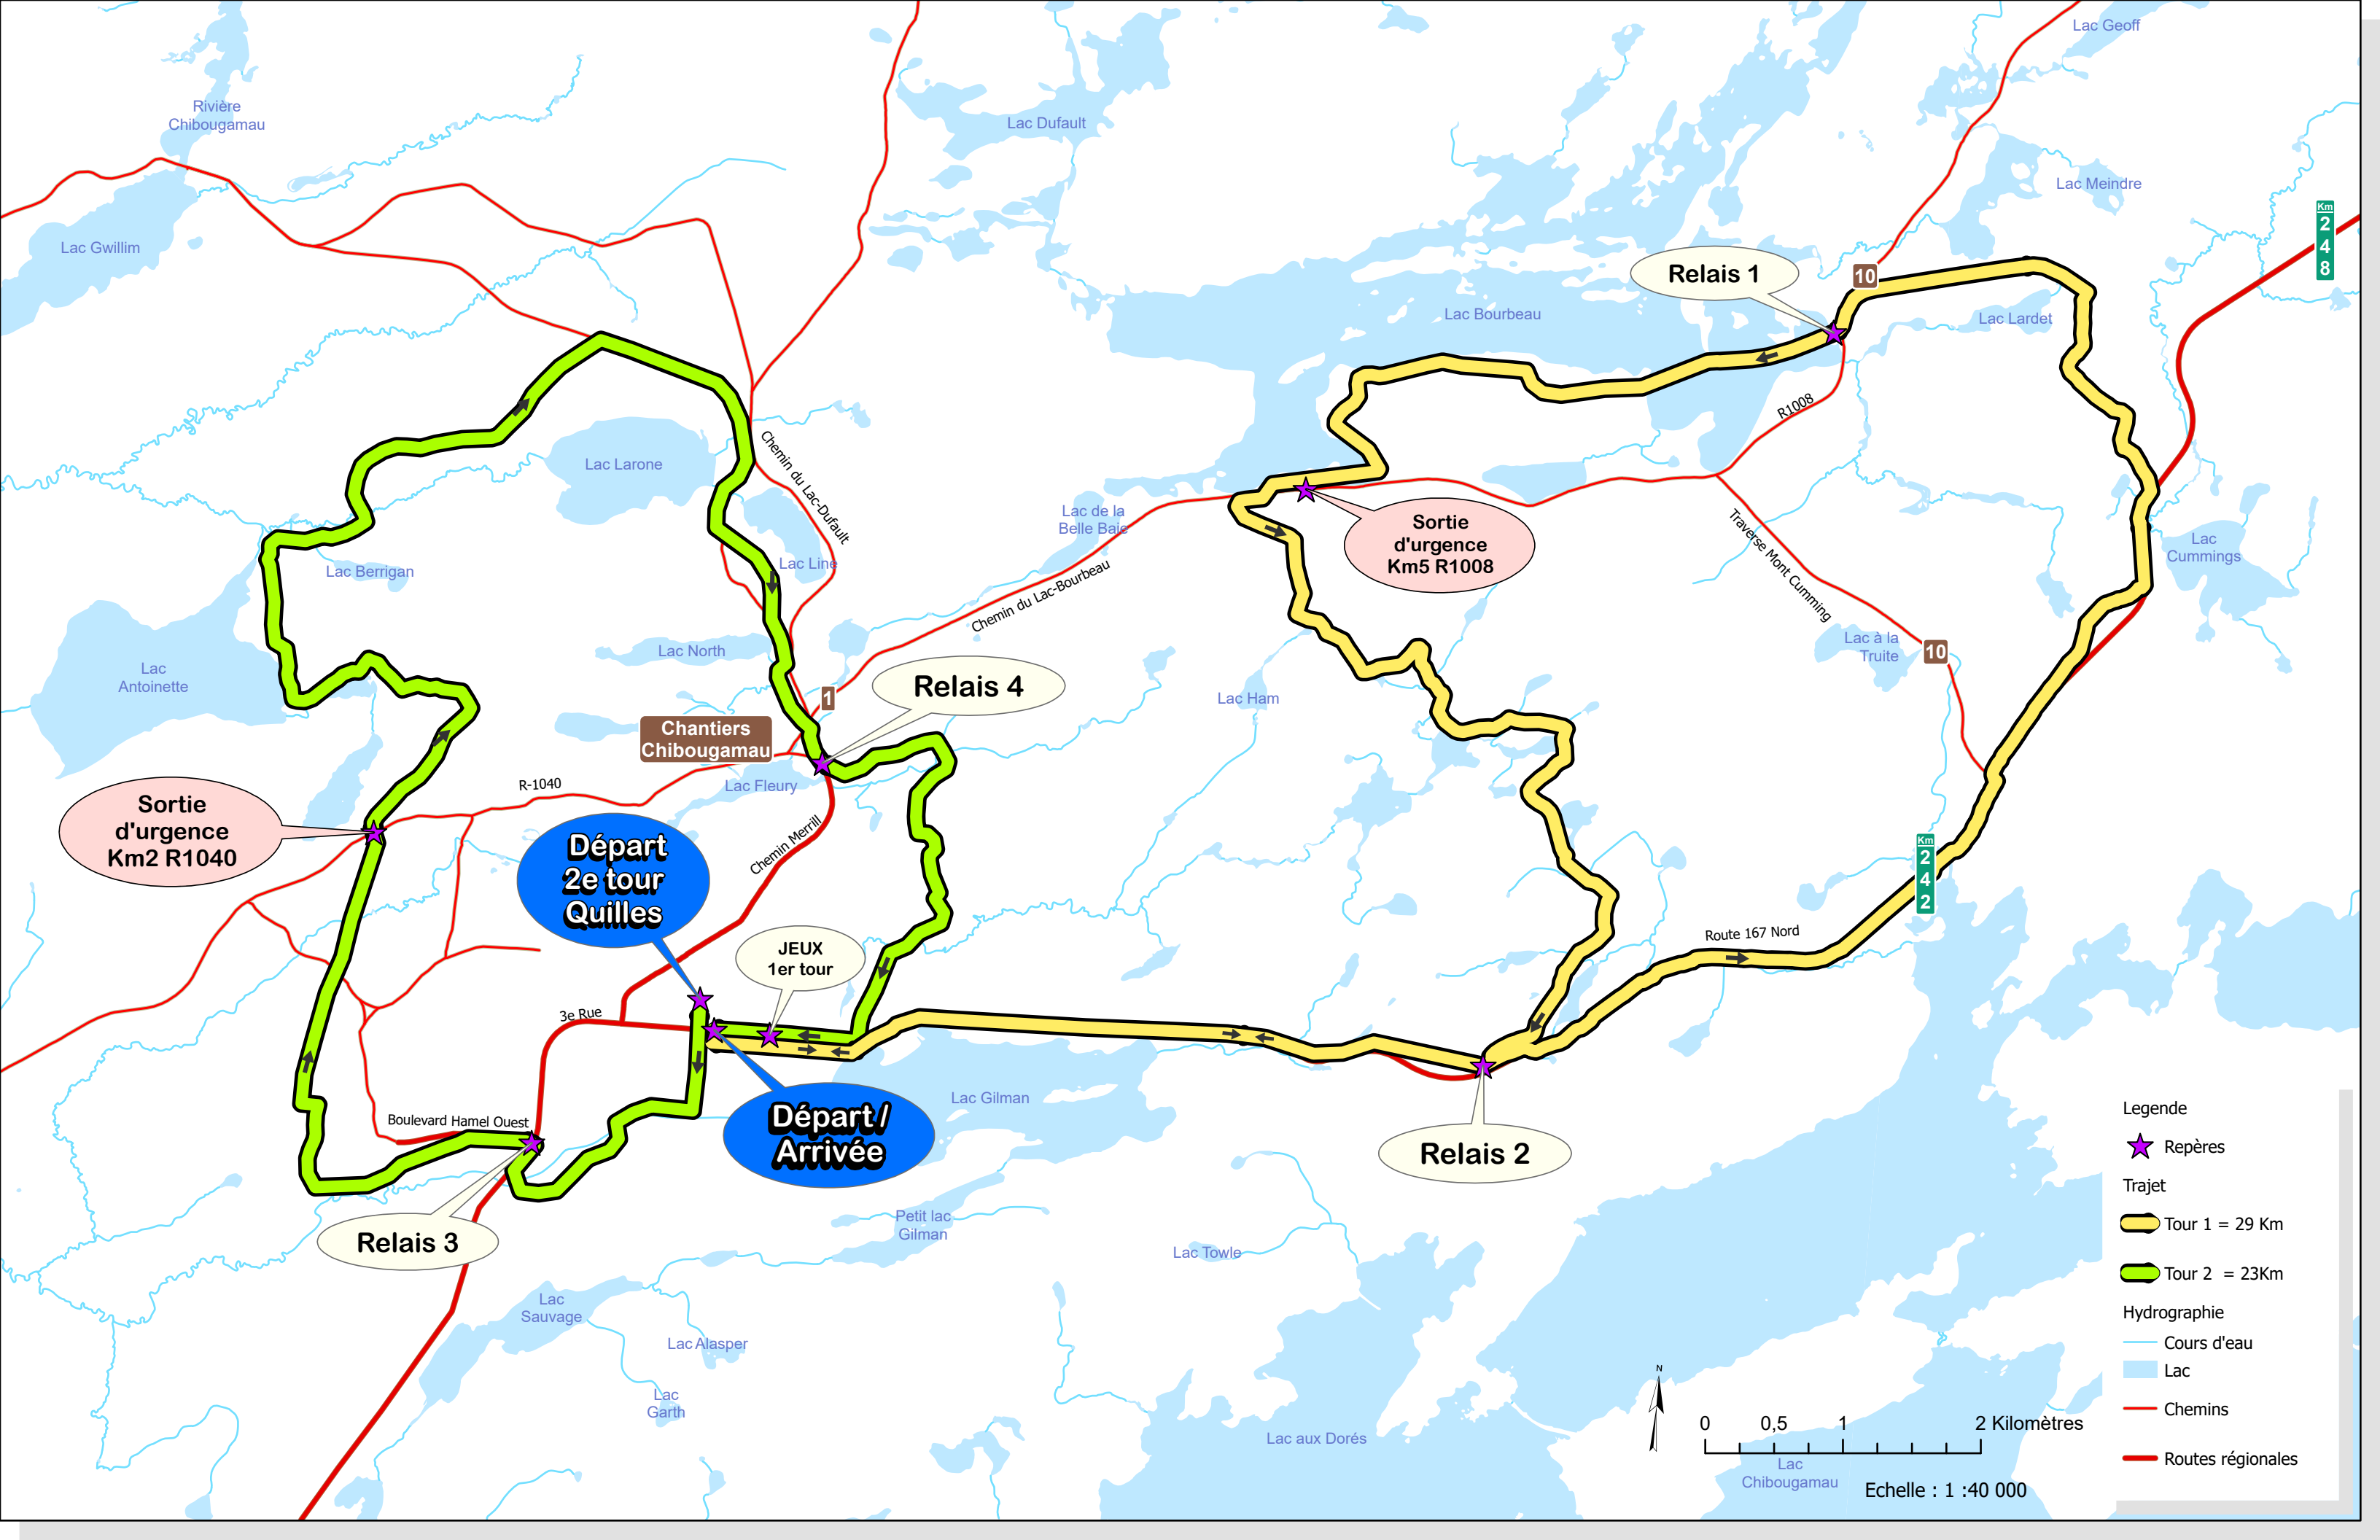 Lac Geoff
Rivière
Chibougamau
Lac Dufault
Lac Meindre
Km
2
4
8
Lac Gwillim
Relais 1
10
Lac Bourbeau
Lac Lardet
R1008
Chemin du Lac-Dufault
Lac Larone
Lac de la
Belle Baie
Sortie
d'urgence
Km5 R1008
Traverse Mont Cumming
Lac
Cummings
Lac Line
Lac Berrigan
Chemin du Lac-Bourbeau
Lac North
Lac à la
Truite
10
Lac
Antoinette
Relais 4
1
Lac Ham
Chantiers
Chibougamau
R-1040
Lac Fleury
Sortie
d'urgence
Km2 R1040
Départ
2e tour
Quilles
Chemin Merrill
Km
2
4
2
JEUX
1er tour
Route 167 Nord
3e Rue
Lac Gilman
Boulevard Hamel Ouest
Départ /
Arrivée
Relais 2
Relais 3
Petit lac
Gilman
Lac Towle
Lac
Sauvage
Lac Alasper
Lac
Garth
Lac aux Dorés
N
0 0,5 1 2 Kilomètres
Lac
Chibougamau
Echelle : 1 :40 000
Legende
Repères
Trajet
Tour 1 = 29 Km
Tour 2 = 23Km
Hydrographie
Cours d'eau
Lac
Chemins
Routes régionales